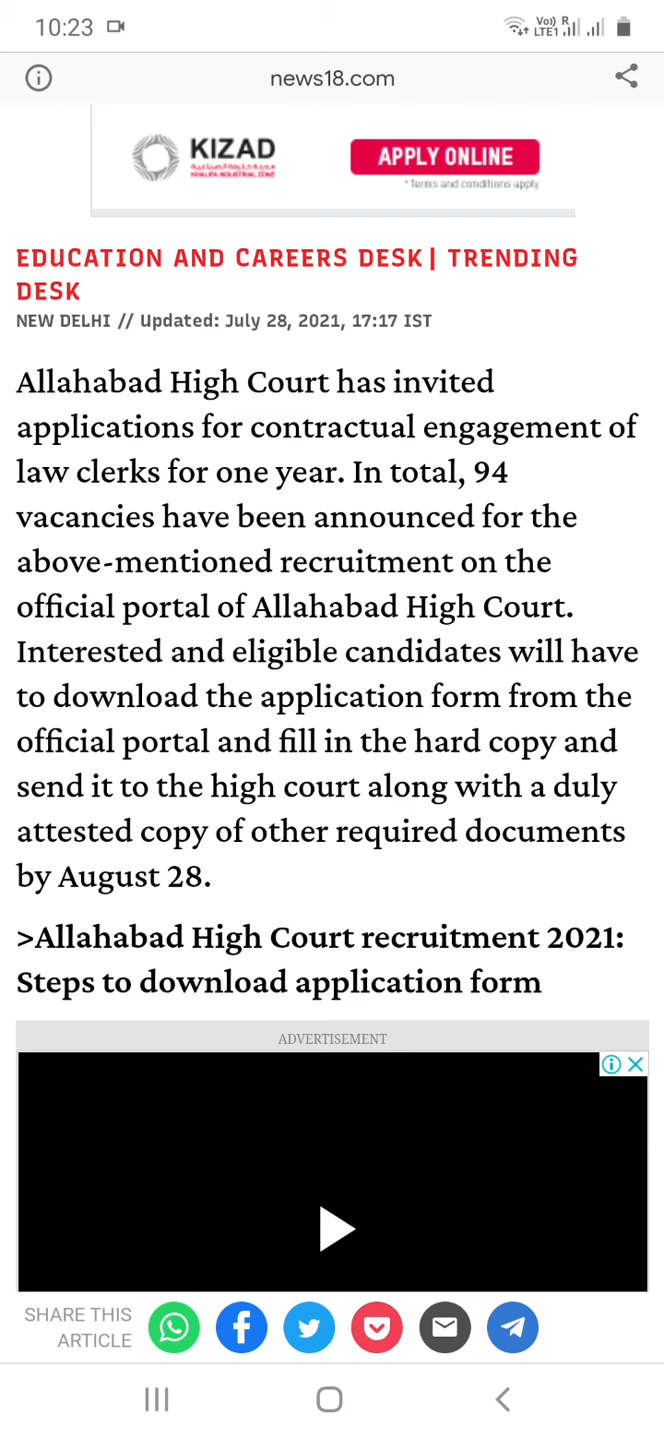 10:23
Vo)) R
LTE1
news18.com
KIZAD
KHALIFA INDUSTRIAL ZONE
APPLY ONLINE
*Terms and conditions apply
EDUCATION AND CAREERS DESK| TRENDING
DESK
NEW DELHI // Updated: July 28, 2021, 17:17 IST
Allahabad High Court has invited
applications for contractual engagement of
law clerks for one year. In total, 94
vacancies have been announced for the
above-mentioned recruitment on the
official portal of Allahabad High Court.
Interested and eligible candidates will have
to download the application form from the
official portal and fill in the hard copy and
send it to the high court along with a duly
attested copy of other required documents
by August 28.
>Allahabad High Court recruitment 2021:
Steps to download application form
ADVERTISEMENT
SHARE THIS
ARTICLE